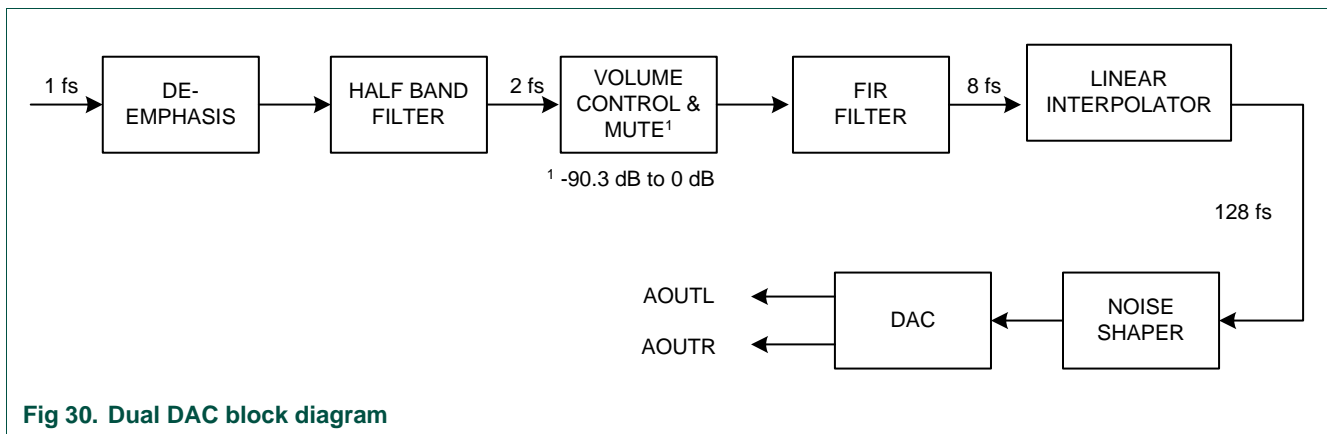 1 fs
DE-
EMPHASIS
HALF BAND
FILTER
2 fs
VOLUME
CONTROL &
MUTE¹
¹ -90.3 dB to 0 dB
FIR
FILTER
8 fs
LINEAR
INTERPOLATOR
128 fs
NOISE
SHAPER
DAC
AOUTL
AOUTR
Fig 30. Dual DAC block diagram